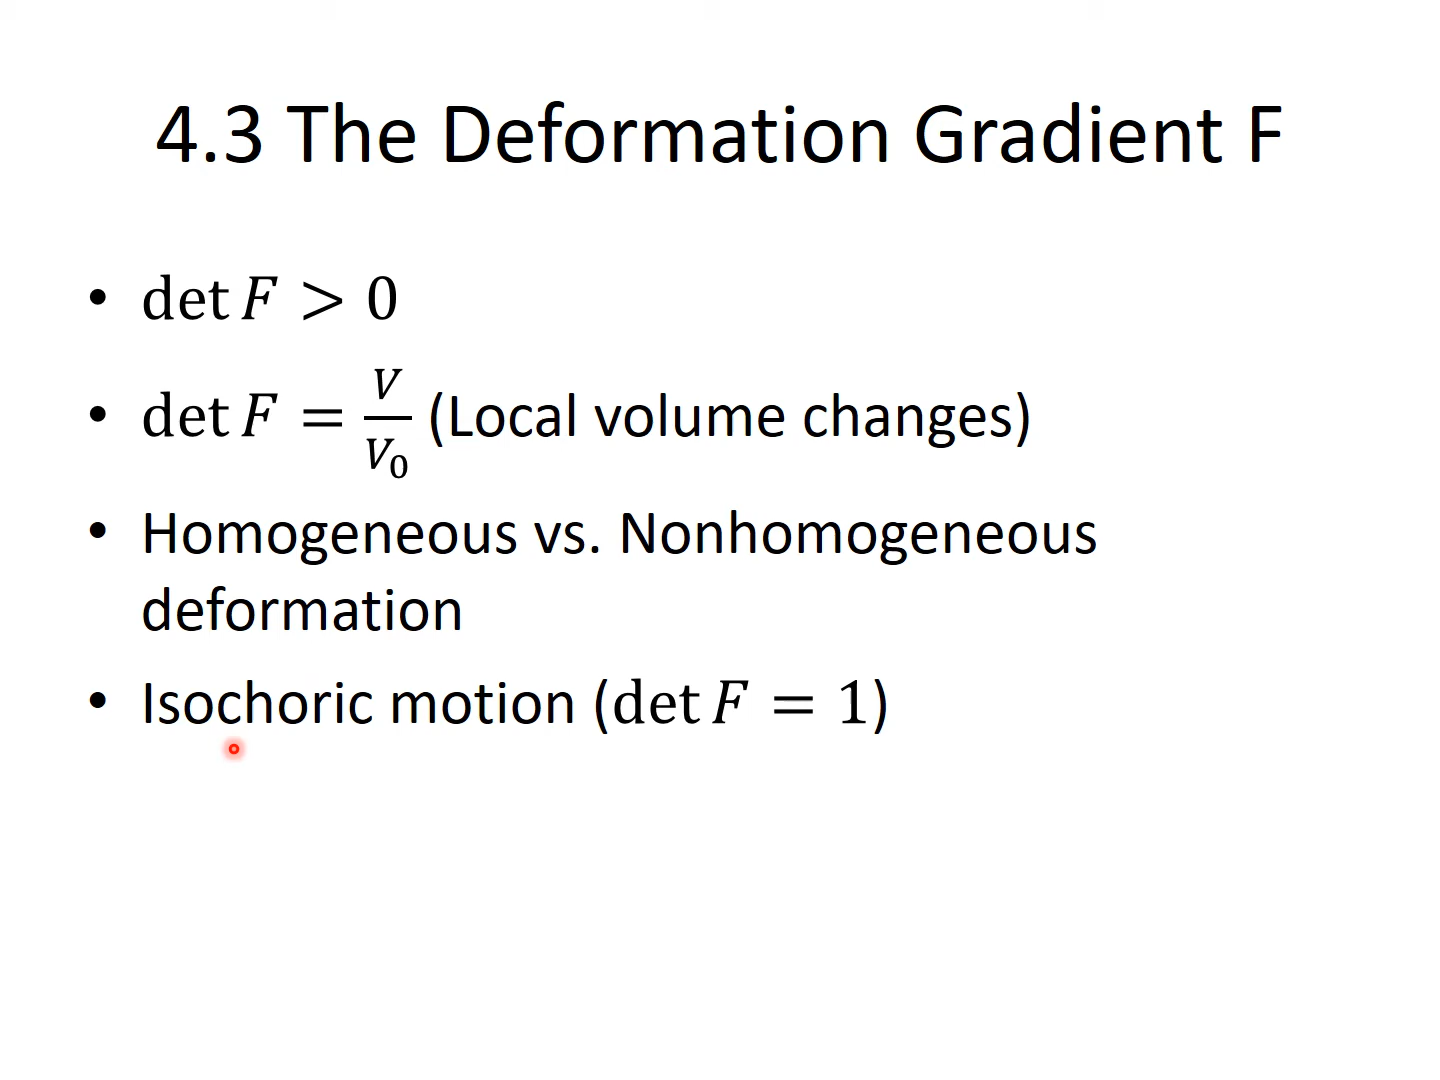 4.3 The Deformation Gradient F
• det F > 0
• det F = V/V₀ (Local volume changes)
• Homogeneous vs. Nonhomogeneous
deformation
• Isochoric motion (det F = 1)